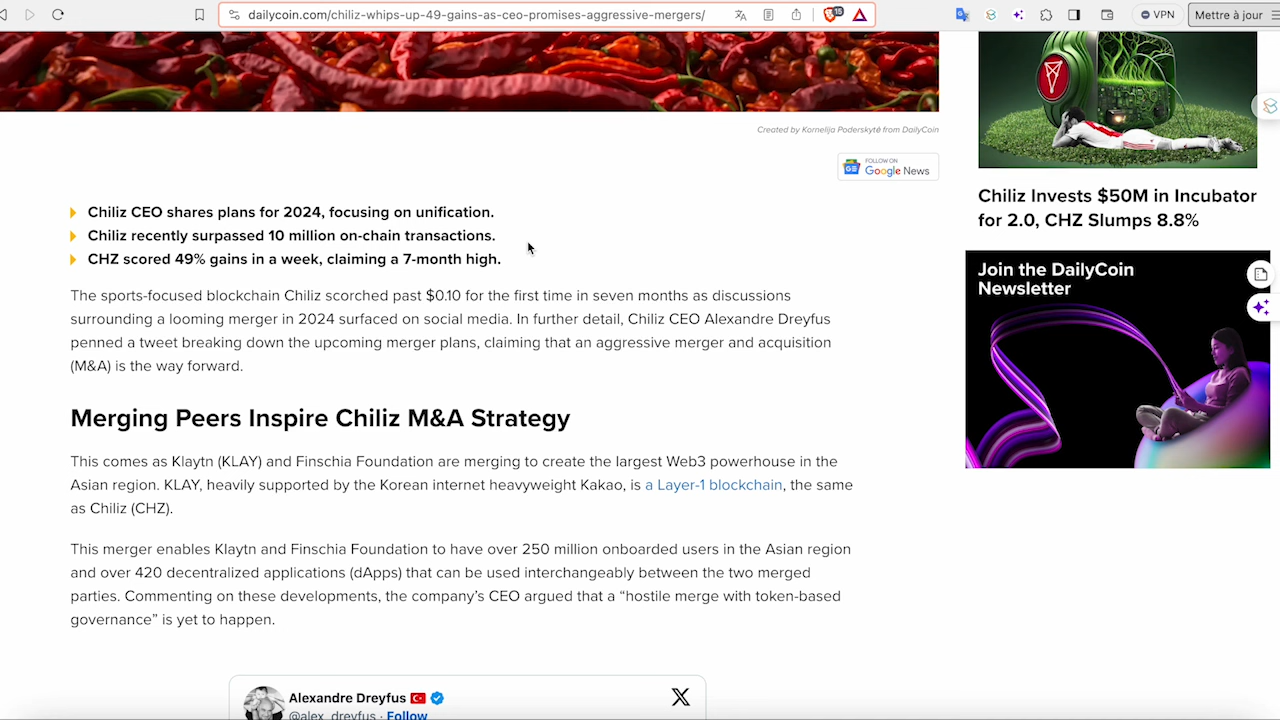 dailycoin.com/chiliz-whips-up-49-gains-as-ceo-promises-aggressive-mergers/
15
VPN
Mettre à jour
Created by Kornelija Poderskytė from DailyCoin
FOLLOW ON
Google News
Chiliz CEO shares plans for 2024, focusing on unification.
Chiliz recently surpassed 10 million on-chain transactions.
CHZ scored 49% gains in a week, claiming a 7-month high.
The sports-focused blockchain Chiliz scorched past $0.10 for the first time in seven months as discussions
surrounding a looming merger in 2024 surfaced on social media. In further detail, Chiliz CEO Alexandre Dreyfus
penned a tweet breaking down the upcoming merger plans, claiming that an aggressive merger and acquisition
(M&A) is the way forward.
Merging Peers Inspire Chiliz M&A Strategy
This comes as Klaytn (KLAY) and Finschia Foundation are merging to create the largest Web3 powerhouse in the
Asian region. KLAY, heavily supported by the Korean internet heavyweight Kakao, is a Layer-1 blockchain, the same
as Chiliz (CHZ).
This merger enables Klaytn and Finschia Foundation to have over 250 million onboarded users in the Asian region
and over 420 decentralized applications (dApps) that can be used interchangeably between the two merged
parties. Commenting on these developments, the company's CEO argued that a “hostile merge with token-based
governance” is yet to happen.
Alexandre Dreyfus
@alex_dreyfus · Follow
Chiliz Invests $50M in Incubator
for 2.0, CHZ Slumps 8.8%
Join the DailyCoin
Newsletter